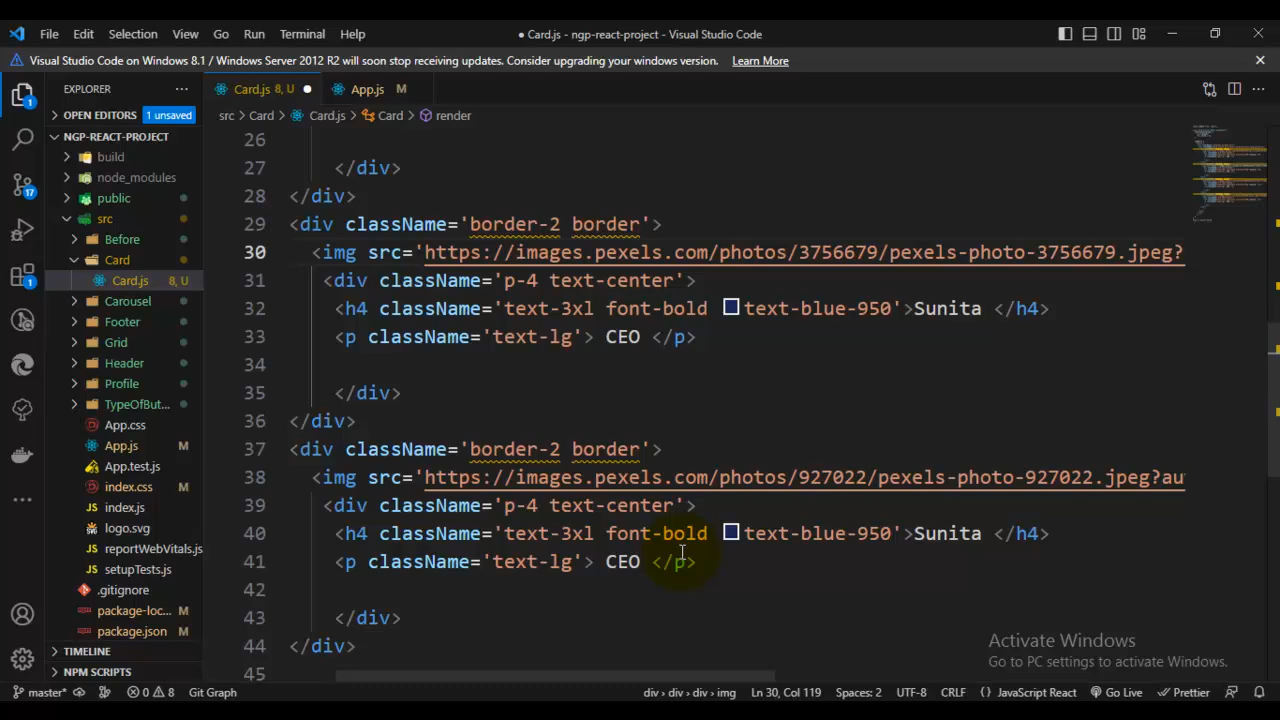 File Edit Selection View Go Run Terminal Help
● Card.js - ngp-react-project - Visual Studio Code
Visual Studio Code on Windows 8.1 / Windows Server 2012 R2 will soon stop receiving updates. Consider upgrading your windows version. Learn More
EXPLORER
Card.js 8, U
App.js M
OPEN EDITORS 1 unsaved
src > Card > Card.js > Card > render
NGP-REACT-PROJECT
build
node_modules
public
src
Before
Card
Card.js 8, U
Carousel
Footer
Grid
Header
Profile
TypeOfBut...
App.css
App.js M
App.test.js
index.css M
index.js
logo.svg
reportWebVitals.js
setupTests.js
.gitignore
package-loc... M
package.json M
TIMELINE
NPM SCRIPTS
1
17
26
27 </div>
28 </div>
29 <div className='border-2 border'>
30 <img src='https://images.pexels.com/photos/3756679/pexels-photo-3756679.jpeg?
31 <div className='p-4 text-center'>
32 <h4 className='text-3xl font-bold text-blue-950'>Sunita </h4>
33 <p className='text-lg'> CEO </p>
34
35 </div>
36 </div>
37 <div className='border-2 border'>
38 <img src='https://images.pexels.com/photos/927022/pexels-photo-927022.jpeg?au
39 <div className='p-4 text-center'>
40 <h4 className='text-3xl font-bold text-blue-950'>Sunita </h4>
41 <p className='text-lg'> CEO </p>
42
43 </div>
44 </div>
45
Activate Windows
Go to PC settings to activate Windows.
master* 0 8 Git Graph div > div > div > img Ln 30, Col 119 Spaces: 2 UTF-8 CRLF {} JavaScript React Go Live Prettier